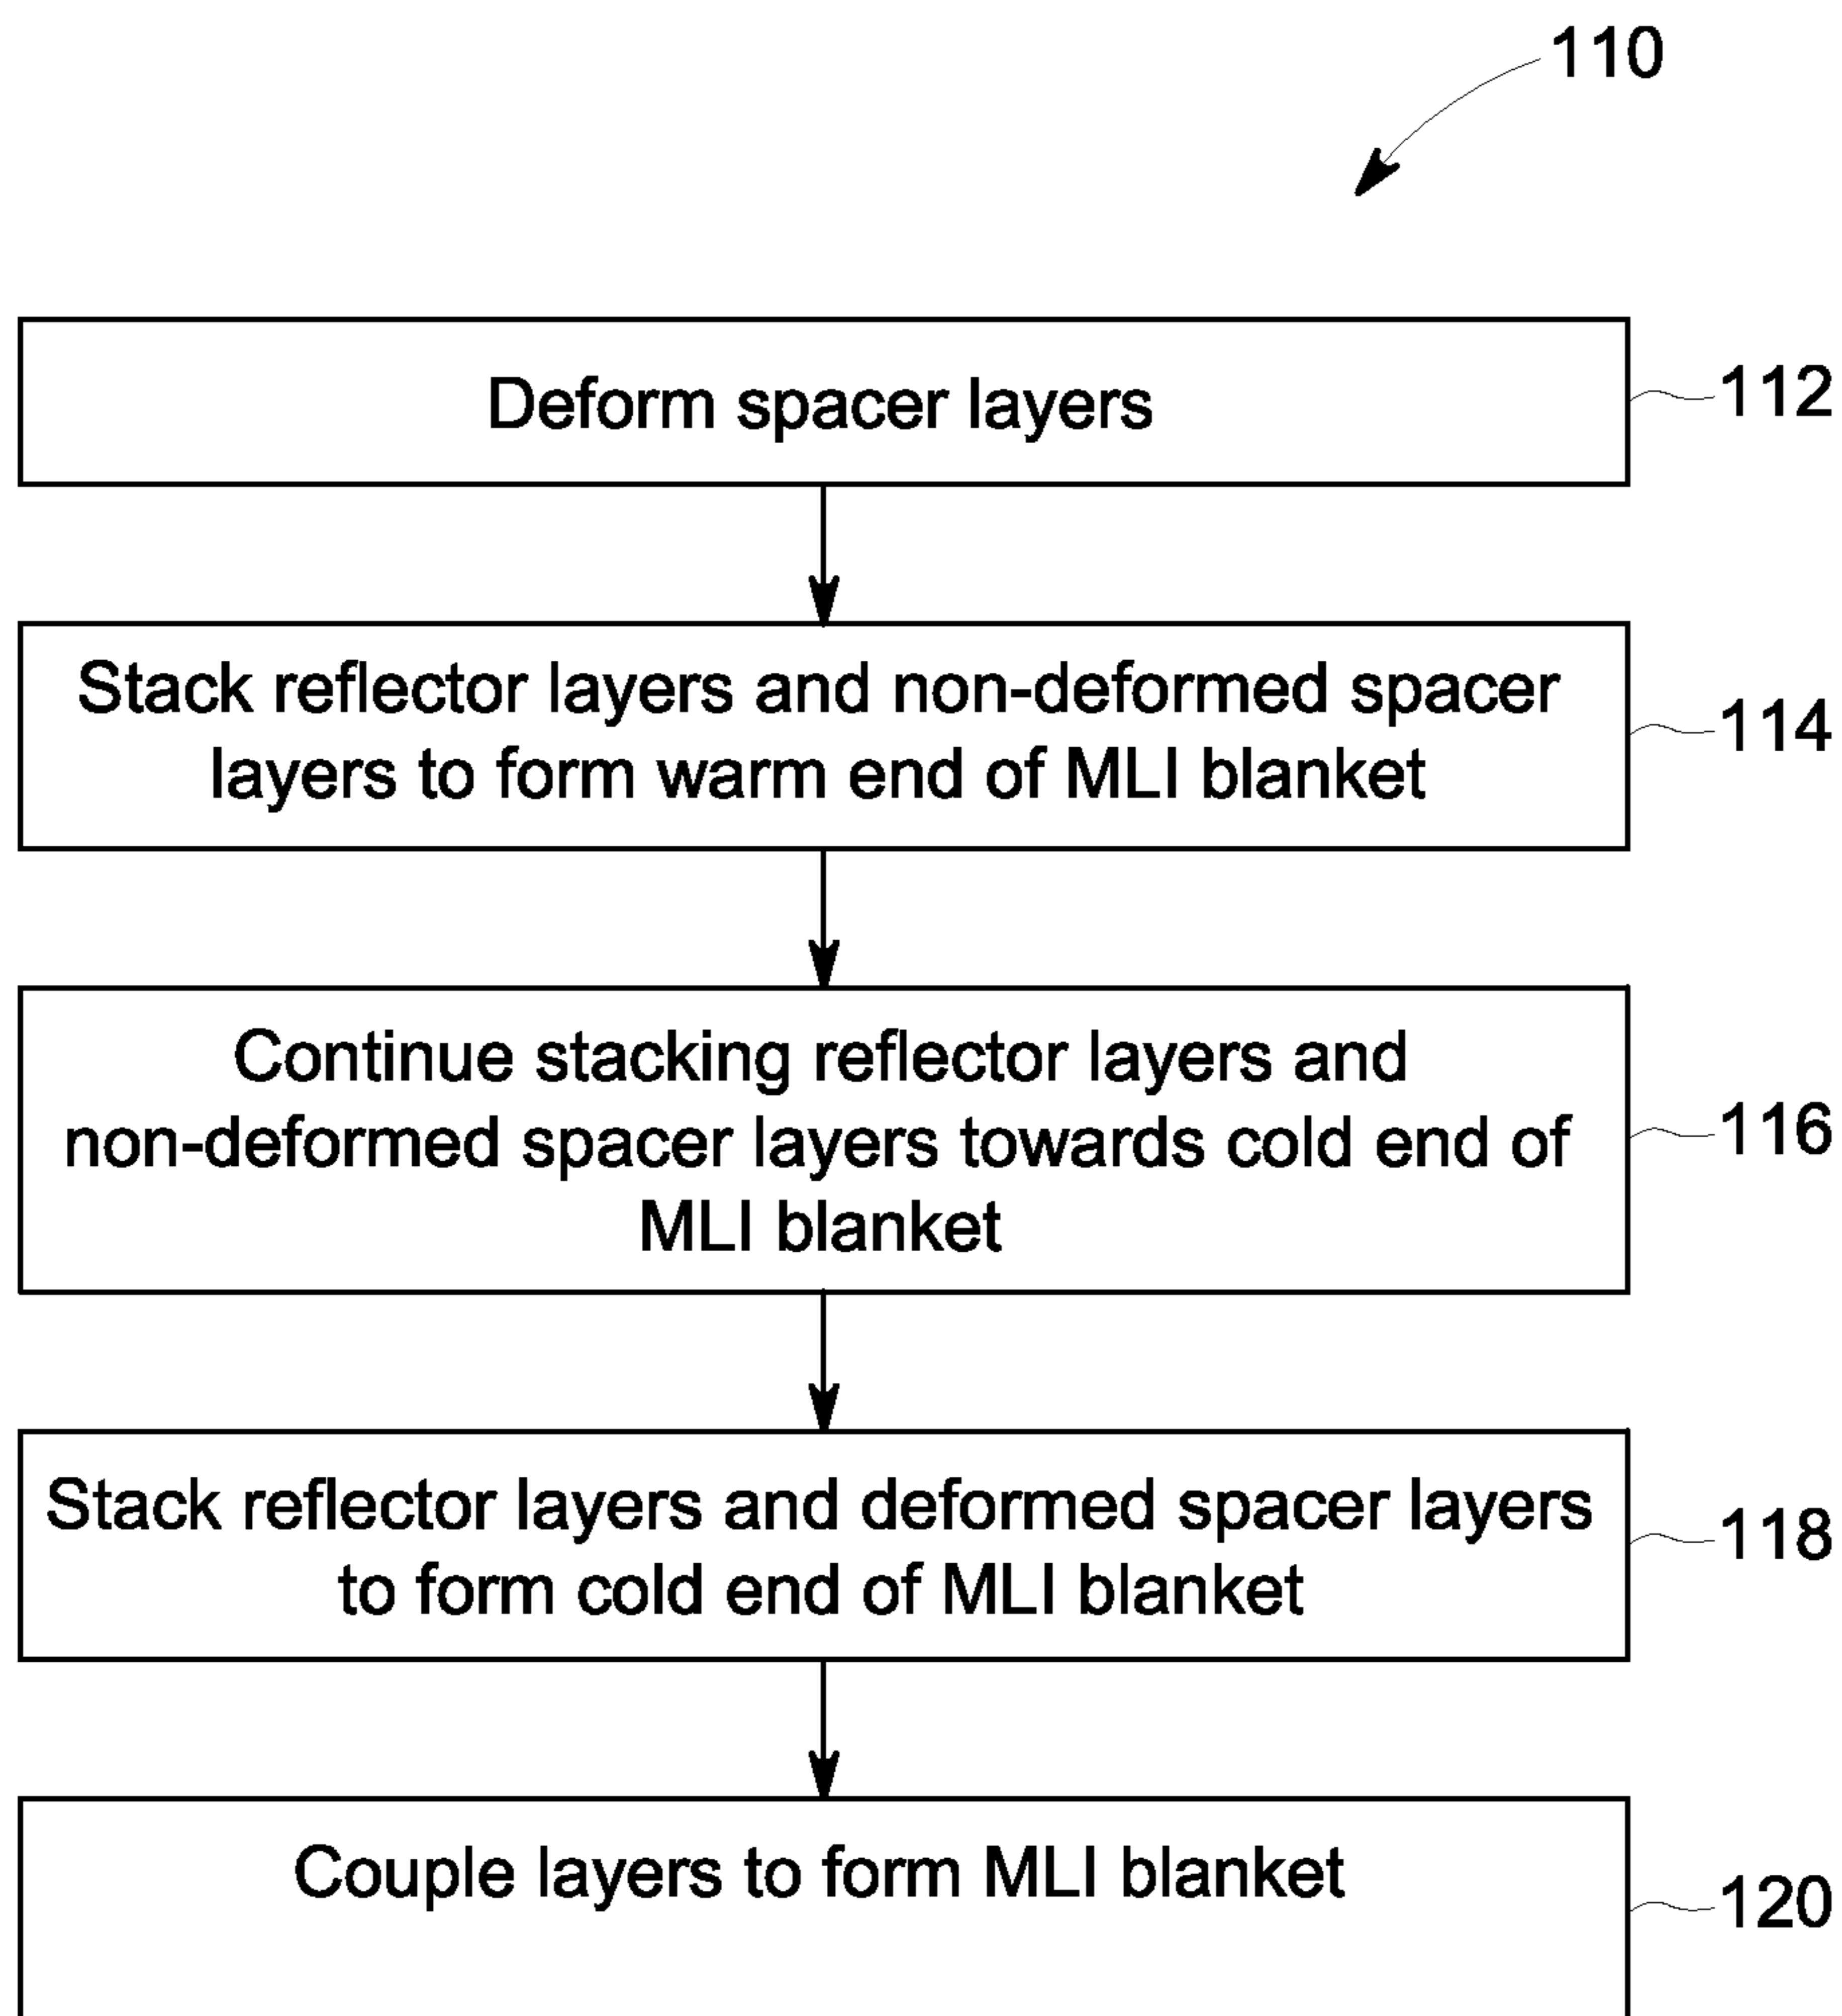 110
Deform spacer layers
112
Stack reflector layers and non-deformed spacer
layers to form warm end of MLI blanket
114
Continue stacking reflector layers and
non-deformed spacer layers towards cold end of
MLI blanket
116
Stack reflector layers and deformed spacer layers
to form cold end of MLI blanket
118
Couple layers to form MLI blanket
120